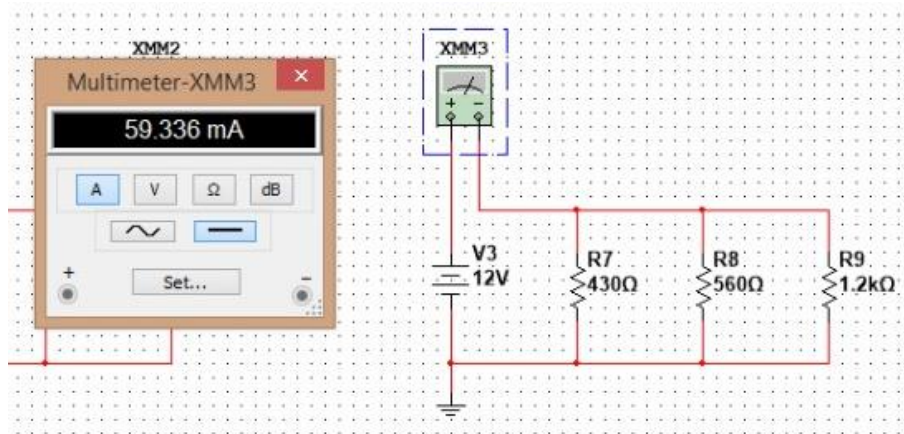 XMM2
Multimeter-XMM3
59.336 mA
A V Ω dB
+ Set... −
XMM3
+ −
V3
12V
R7
430Ω
R8
560Ω
R9
1.2kΩ